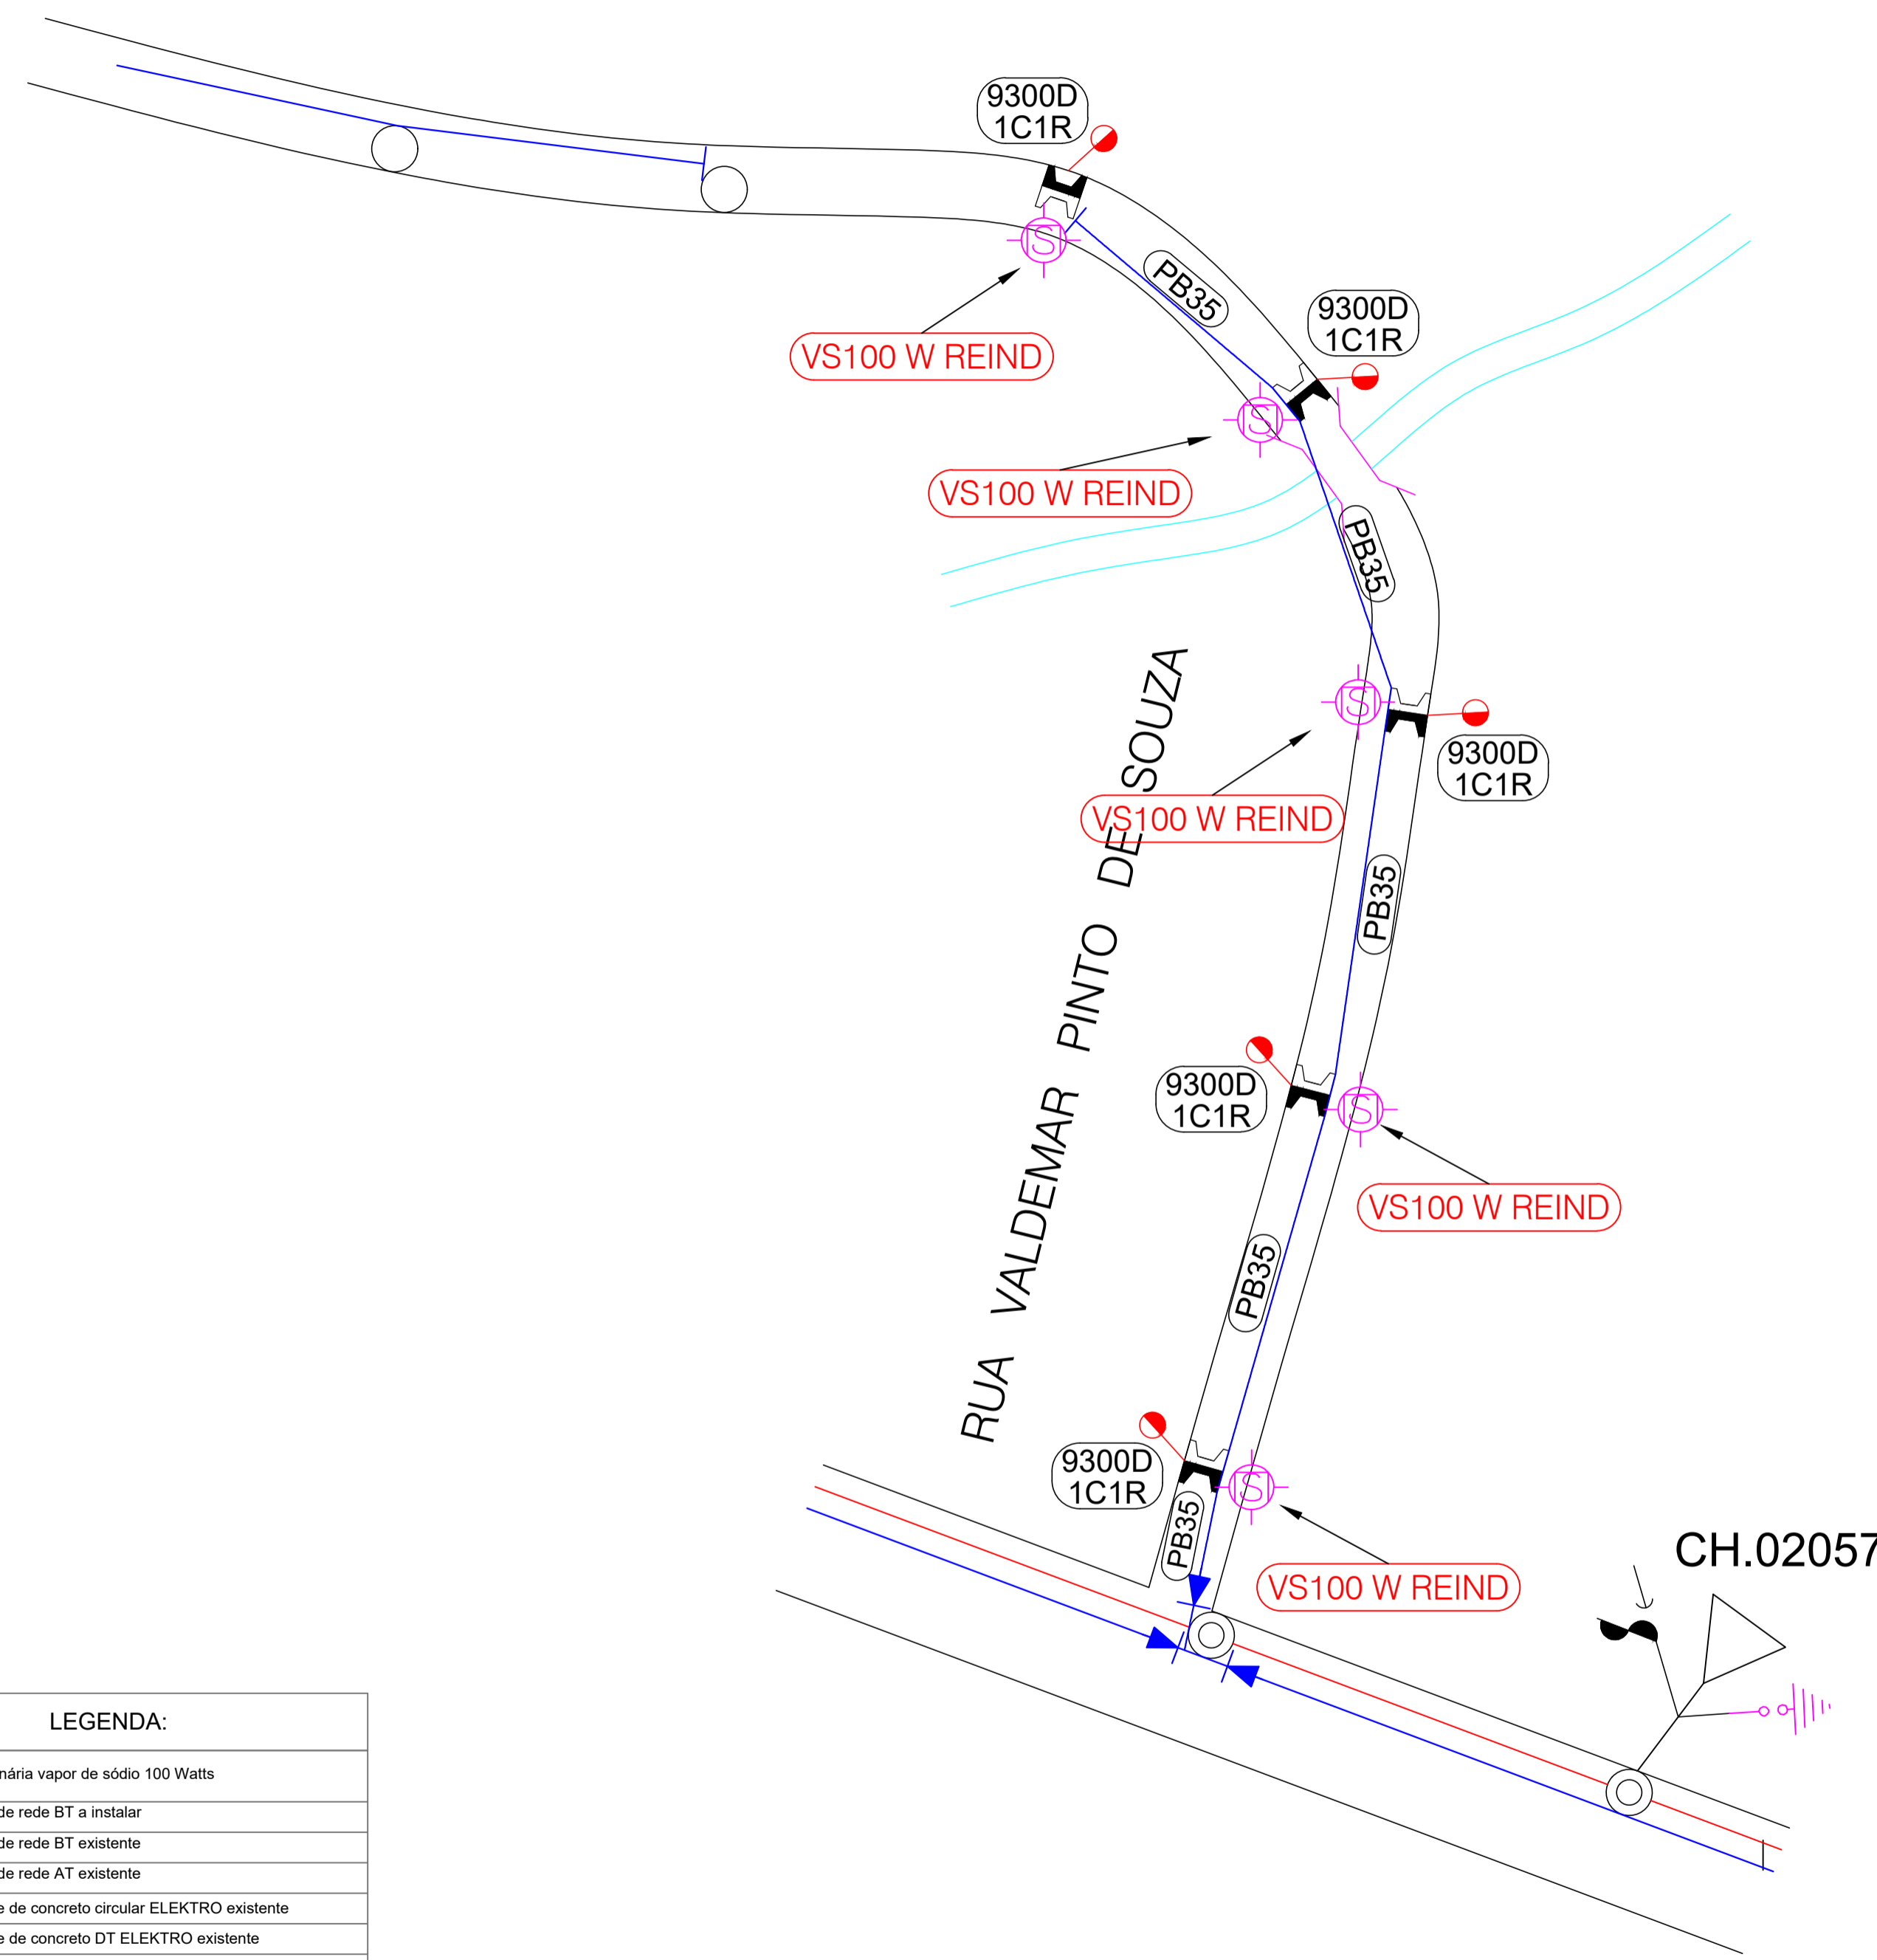 9300D
1C1R
PB35
9300D
1C1R
VS100 W REIND
VS100 W REIND
PB35
9300D
1C1R
VS100 W REIND
RUA VALDEMAR PINTO DE SOUZA
PB35
9300D
1C1R
VS100 W REIND
PB35
9300D
1C1R
PB35
VS100 W REIND
CH.02057
S
S
S
S
S
LEGENDA:
nária vapor de sódio 100 Watts
de rede BT a instalar
de rede BT existente
de rede AT existente
e de concreto circular ELEKTRO existente
e de concreto DT ELEKTRO existente